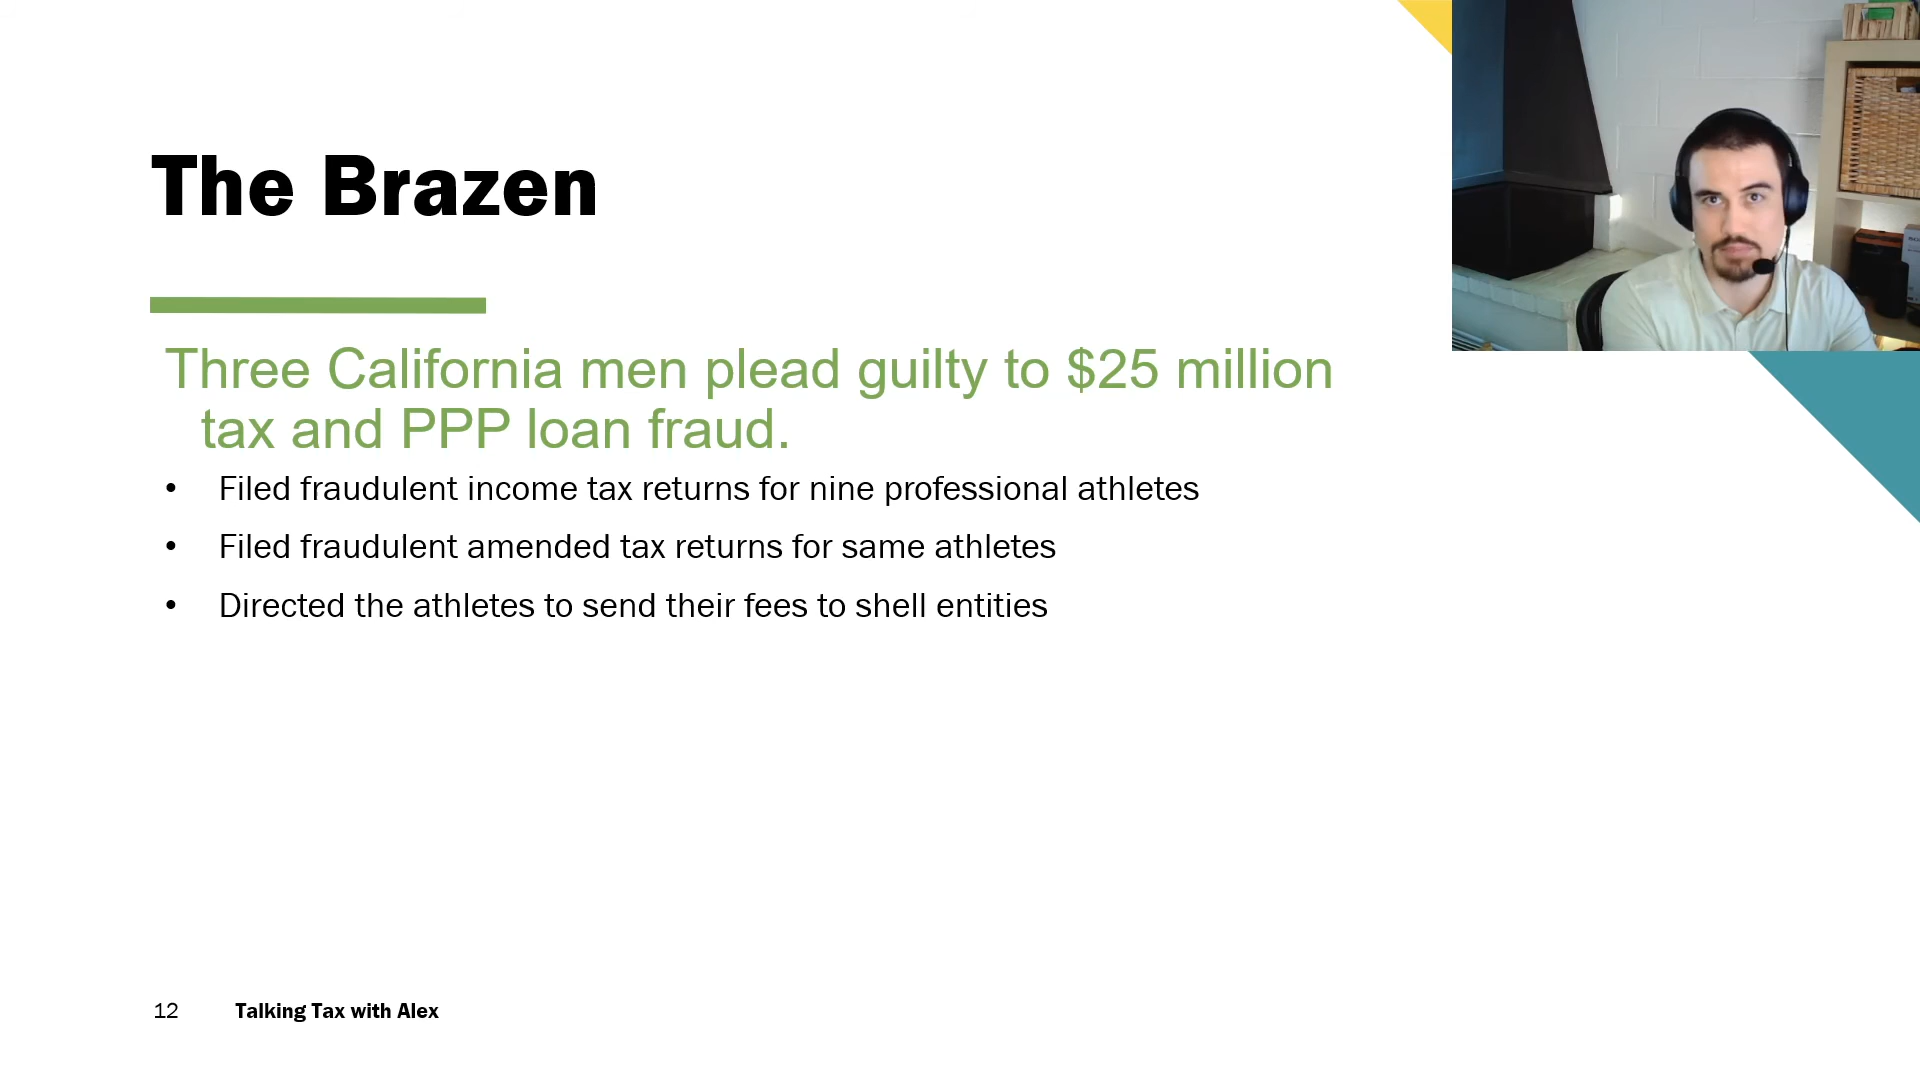 The Brazen
Three California men plead guilty to $25 million
tax and PPP loan fraud.
• Filed fraudulent income tax returns for nine professional athletes
• Filed fraudulent amended tax returns for same athletes
• Directed the athletes to send their fees to shell entities
12 Talking Tax with Alex